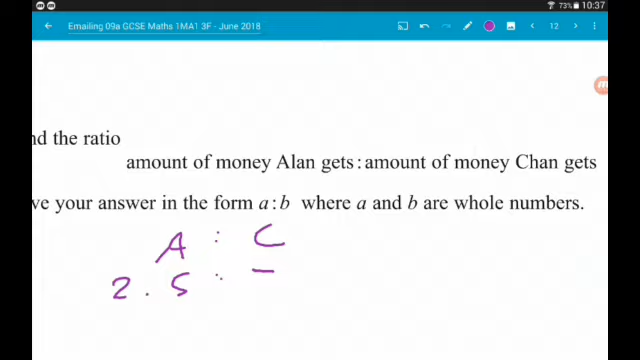 73% 10:37
Emailing 09a GCSE Maths 1MA1 3F - June 2018
12
nd the ratio
amount of money Alan gets : amount of money Chan gets
ve your answer in the form a : b where a and b are whole numbers.
A : C
2 . 5 :